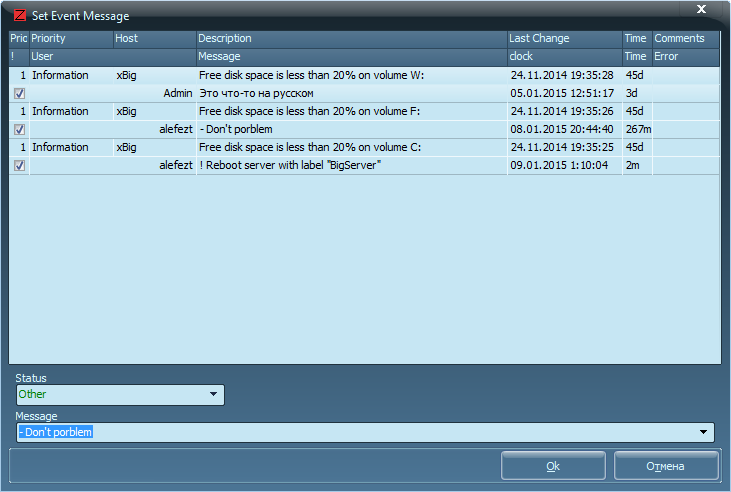 Set Event Message X
Prio Priority Host Description Last Change Time Comments
! User Message clock Time Error
1 Information xBig Free disk space is less than 20% on volume W: 24.11.2014 19:35:28 45d
Admin Это что-то на русском 05.01.2015 12:51:17 3d
1 Information xBig Free disk space is less than 20% on volume F: 24.11.2014 19:35:26 45d
alefezt - Don't porblem 08.01.2015 20:44:40 267m
1 Information xBig Free disk space is less than 20% on volume C: 24.11.2014 19:35:25 45d
alefezt ! Reboot server with label "BigServer" 09.01.2015 1:10:04 2m
Status
Other
Message
- Don't porblem
Ok Отмена